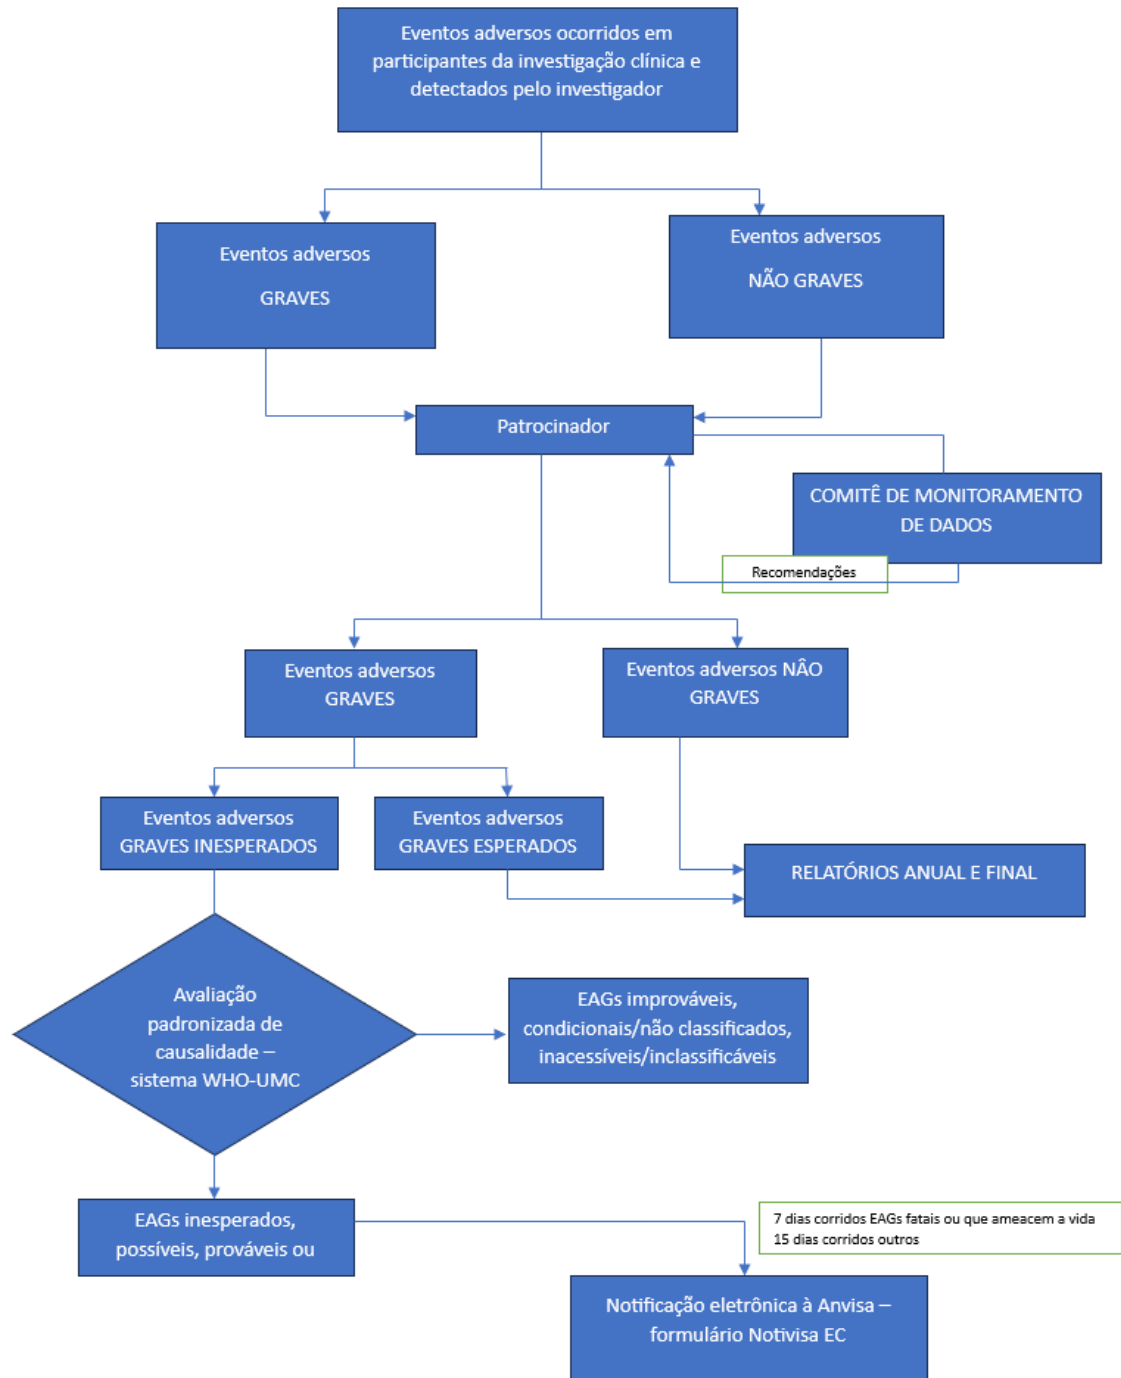 Eventos adversos ocorridos em
participantes da investigação clínica e
detectados pelo investigador
Eventos adversos
GRAVES
Eventos adversos
NÃO GRAVES
Patrocinador
COMITÊ DE MONITORAMENTO
DE DADOS
Recomendações
Eventos adversos
GRAVES
Eventos adversos NÂO
GRAVES
Eventos adversos
GRAVES INESPERADOS
Eventos adversos
GRAVES ESPERADOS
RELATÓRIOS ANUAL E FINAL
Avaliação
padronizada de
causalidade –
sistema WHO-UMC
EAGs improváveis,
condicionais/não classificados,
inacessíveis/inclassificáveis
EAGs inesperados,
possíveis, prováveis ou
7 dias corridos EAGs fatais ou que ameacem a vida
15 dias corridos outros
Notificação eletrônica à Anvisa –
formulário Notivisa EC